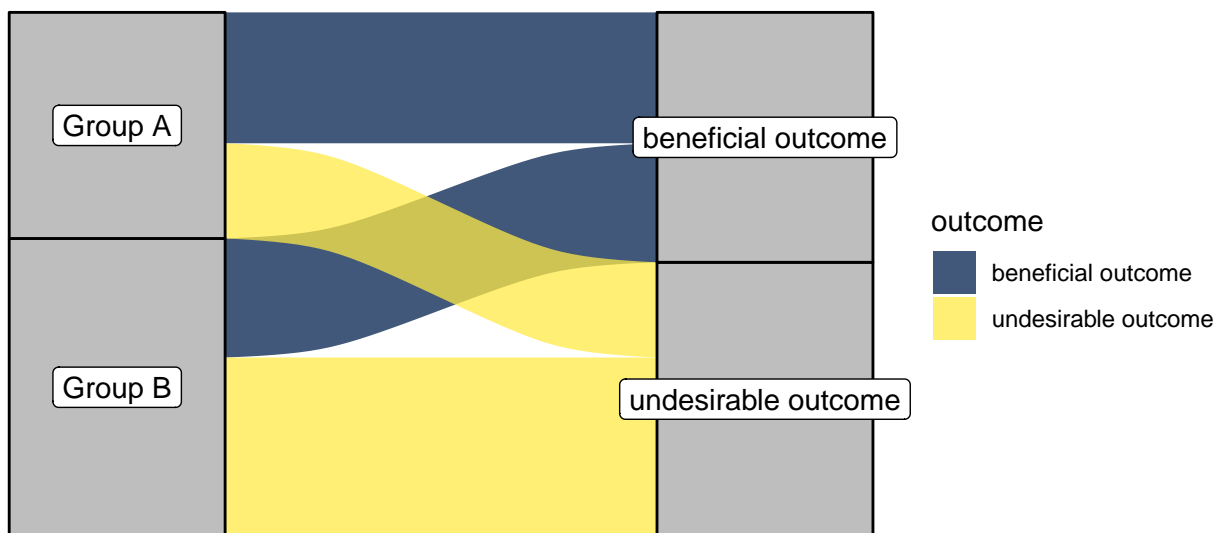 Group A
beneficial outcome
Group B
undesirable outcome
outcome
beneficial outcome
undesirable outcome